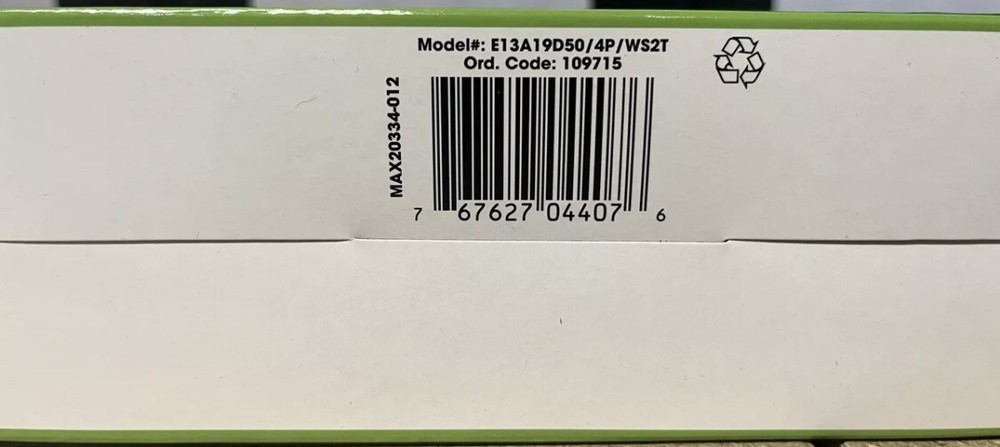 Model#: E13A19D50/4P/WS2T
Ord. Code: 109715
MAX20334-012
7 67627 04407 6